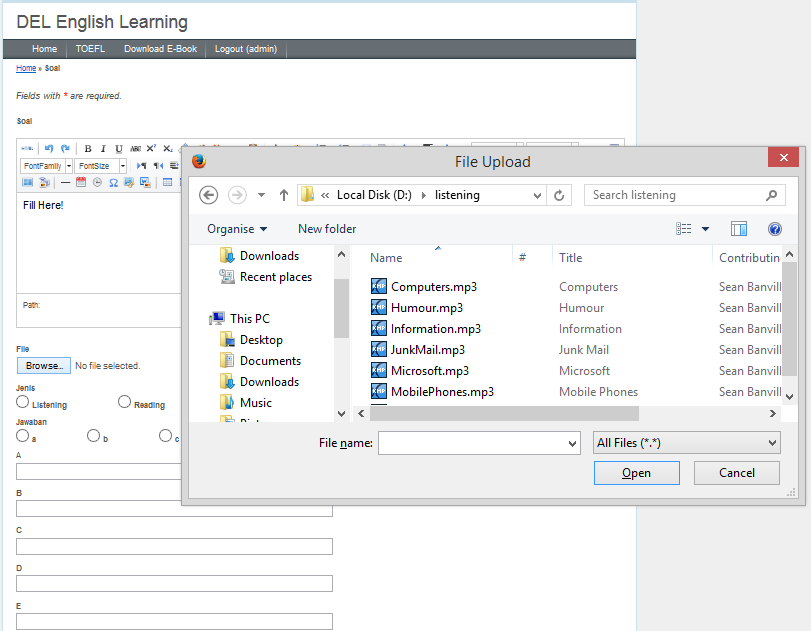 DEL English Learning
Home TOEFL Download E-Book Logout (admin)
Home » Soal
Fields with * are required.
Soal
B I U ABC X² X₂
FontFamily FontSize
Fill Here!
Path:
File
Browse.. No file selected.
Jenis
Listening Reading
Jawaban
a b c
A
B
C
D
E
File Upload
« Local Disk (D:) listening
Search listening
Organise New folder
Downloads
Recent places
This PC
Desktop
Documents
Downloads
Music
Name # Title Contributin
Computers.mp3 Computers Sean Banvill
Humour.mp3 Humour Sean Banvill
Information.mp3 Information Sean Banvill
JunkMail.mp3 Junk Mail Sean Banvill
Microsoft.mp3 Microsoft Sean Banvill
MobilePhones.mp3 Mobile Phones Sean Banvill
File name: All Files (*.*)
Open Cancel